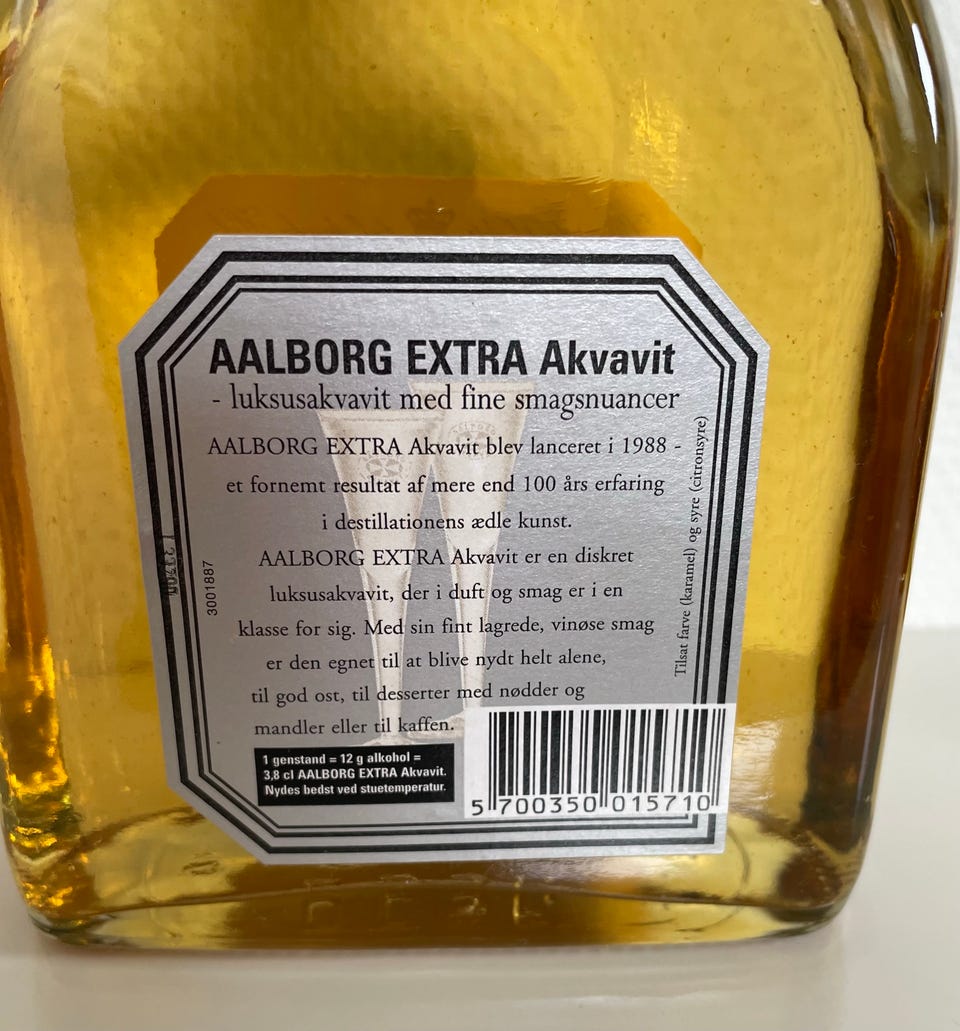 AALBORG EXTRA Akvavit
- luksusakvavit med fine smagsnuancer
AALBORG EXTRA Akvavit blev lanceret i 1988 -
et fornemt resultat af mere end 100 års erfaring
i destillationens ædle kunst.
AALBORG EXTRA Akvavit er en diskret
luksusakvavit, der i duft og smag er i en
klasse for sig. Med sin fint lagrede, vinøse smag
er den egnet til at blive nydt helt alene,
til god ost, til desserter med nødder og
mandler eller til kaffen.
1 genstand = 12 g alkohol =
3,8 cl AALBORG EXTRA Akvavit.
Nydes bedst ved stuetemperatur.
5 700350 015710
3001887
Tilsat farve (karamel) og syre (citronsyre)